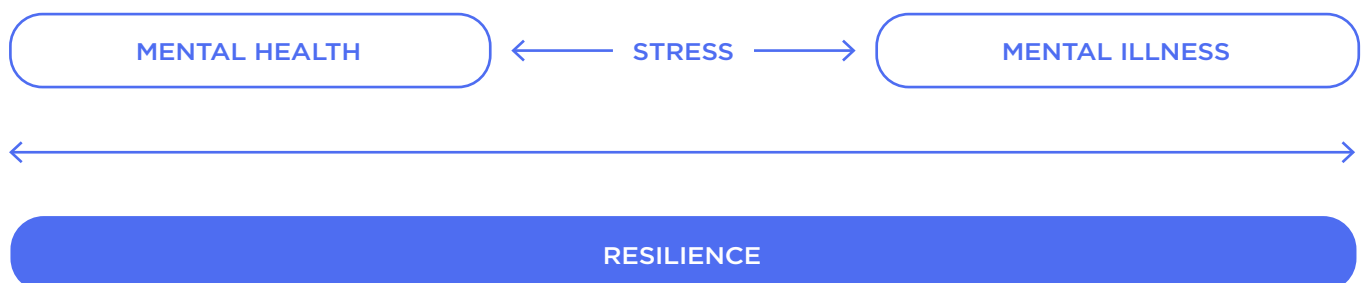 MENTAL HEALTH
STRESS
MENTAL ILLNESS
RESILIENCE